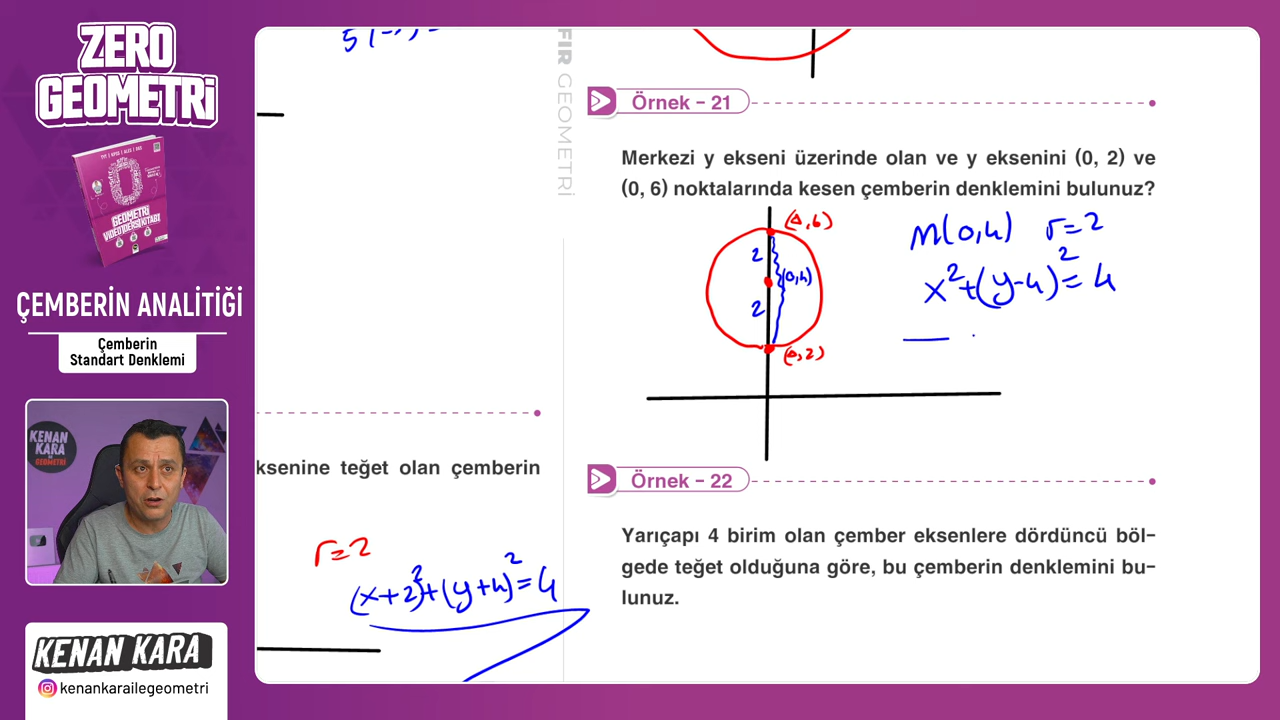 ZERO
GEOMETRİ
GEOMETRİ
VİDEO DERS KİTABI
ÇEMBERİN ANALİTİĞİ
Çemberin
Standart Denklemi
KENAN
KARA
GEOMETRİ
KENAN KARA
kenankarailegeometri
FIR GEOMETRİ
ksenine teğet olan çemberin
r=2
(x+2)²+(y+4)²=4
Örnek - 21
Merkezi y ekseni üzerinde olan ve y eksenini (0, 2) ve
(0, 6) noktalarında kesen çemberin denklemini bulunuz?
(0,6)
2
(0,4)
2
(0,2)
M(0,4) r=2
x²+(y-4)²=4
Örnek - 22
Yarıçapı 4 birim olan çember eksenlere dördüncü böl-
gede teğet olduğuna göre, bu çemberin denklemini bu-
lunuz.